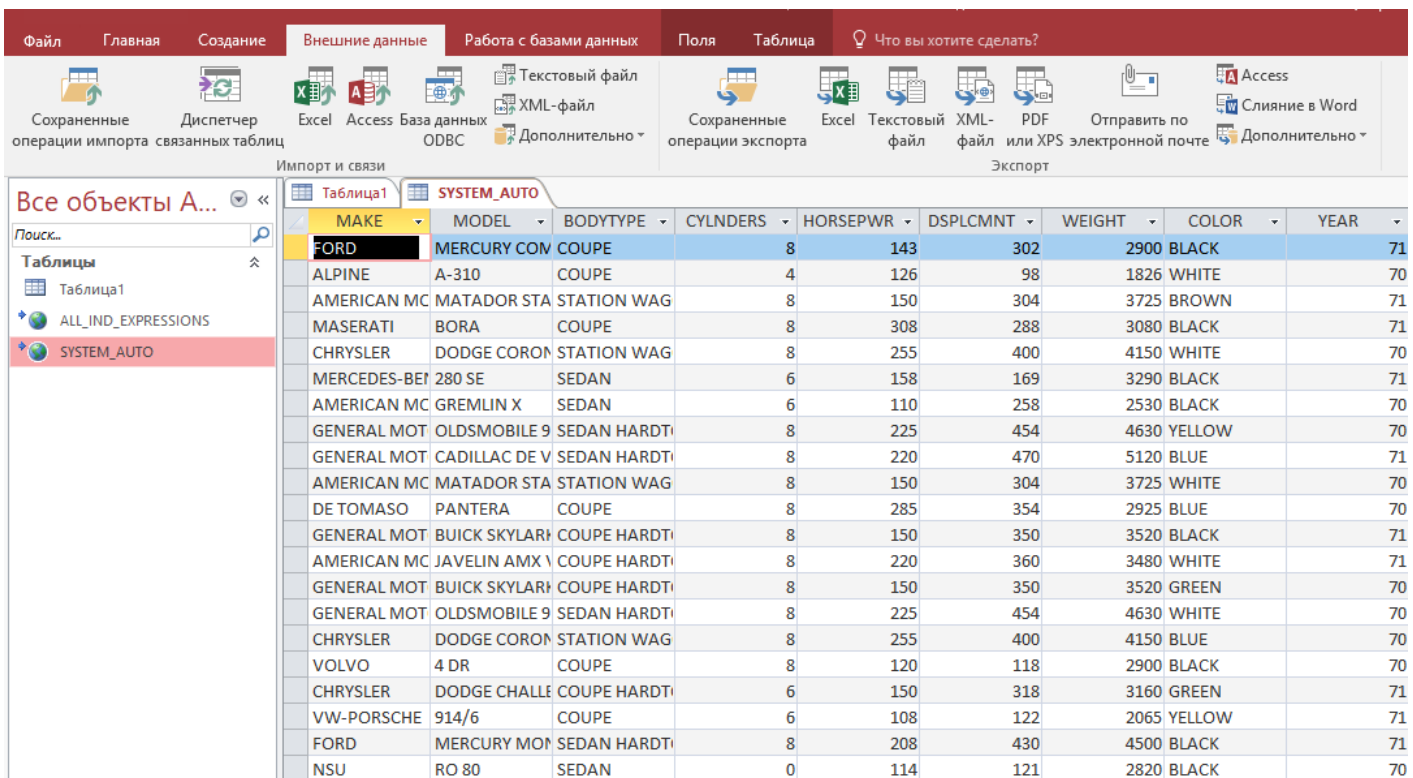 Файл Главная Создание Внешние данные Работа с базами данных Поля Таблица Что вы хотите сделать?
Сохраненные операции импорта
Диспетчер связанных таблиц
Excel
Access
База данных ODBC
Текстовый файл
XML-файл
Дополнительно
Импорт и связи
Сохраненные операции экспорта
Excel
Текстовый файл
XML-файл
PDF или XPS
Отправить по электронной почте
Access
Слияние в Word
Дополнительно
Экспорт
Все объекты A...
Поиск...
Таблицы
Таблица1
ALL_IND_EXPRESSIONS
SYSTEM_AUTO
Таблица1 SYSTEM_AUTO
MAKE MODEL BODYTYPE CYLNDERS HORSEPWR DSPLCMNT WEIGHT COLOR YEAR
FORD MERCURY COM COUPE 8 143 302 2900 BLACK 71
ALPINE A-310 COUPE 4 126 98 1826 WHITE 70
AMERICAN MO MATADOR STA STATION WAG 8 150 304 3725 BROWN 71
MASERATI BORA COUPE 8 308 288 3080 BLACK 71
CHRYSLER DODGE CORON STATION WAG 8 255 400 4150 WHITE 70
MERCEDES-BEN 280 SE SEDAN 6 158 169 3290 BLACK 71
AMERICAN MO GREMLIN X SEDAN 6 110 258 2530 BLACK 70
GENERAL MOT OLDSMOBILE 9 SEDAN HARDT 8 225 454 4630 YELLOW 70
GENERAL MOT CADILLAC DE V SEDAN HARDT 8 220 470 5120 BLUE 71
AMERICAN MO MATADOR STA STATION WAG 8 150 304 3725 WHITE 70
DE TOMASO PANTERA COUPE 8 285 354 2925 BLUE 70
GENERAL MOT BUICK SKYLARK COUPE HARDT 8 150 350 3520 BLACK 71
AMERICAN MO JAVELIN AMX COUPE HARDT 8 220 360 3480 WHITE 71
GENERAL MOT BUICK SKYLARK COUPE HARDT 8 150 350 3520 GREEN 70
GENERAL MOT OLDSMOBILE 9 SEDAN HARDT 8 225 454 4630 WHITE 70
CHRYSLER DODGE CORON STATION WAG 8 255 400 4150 BLUE 70
VOLVO 4 DR COUPE 8 120 118 2900 BLACK 70
CHRYSLER DODGE CHALLE COUPE HARDT 6 150 318 3160 GREEN 71
VW-PORSCHE 914/6 COUPE 6 108 122 2065 YELLOW 71
FORD MERCURY MON SEDAN HARDT 8 208 430 4500 BLACK 71
NSU RO 80 SEDAN 0 114 121 2820 BLACK 70